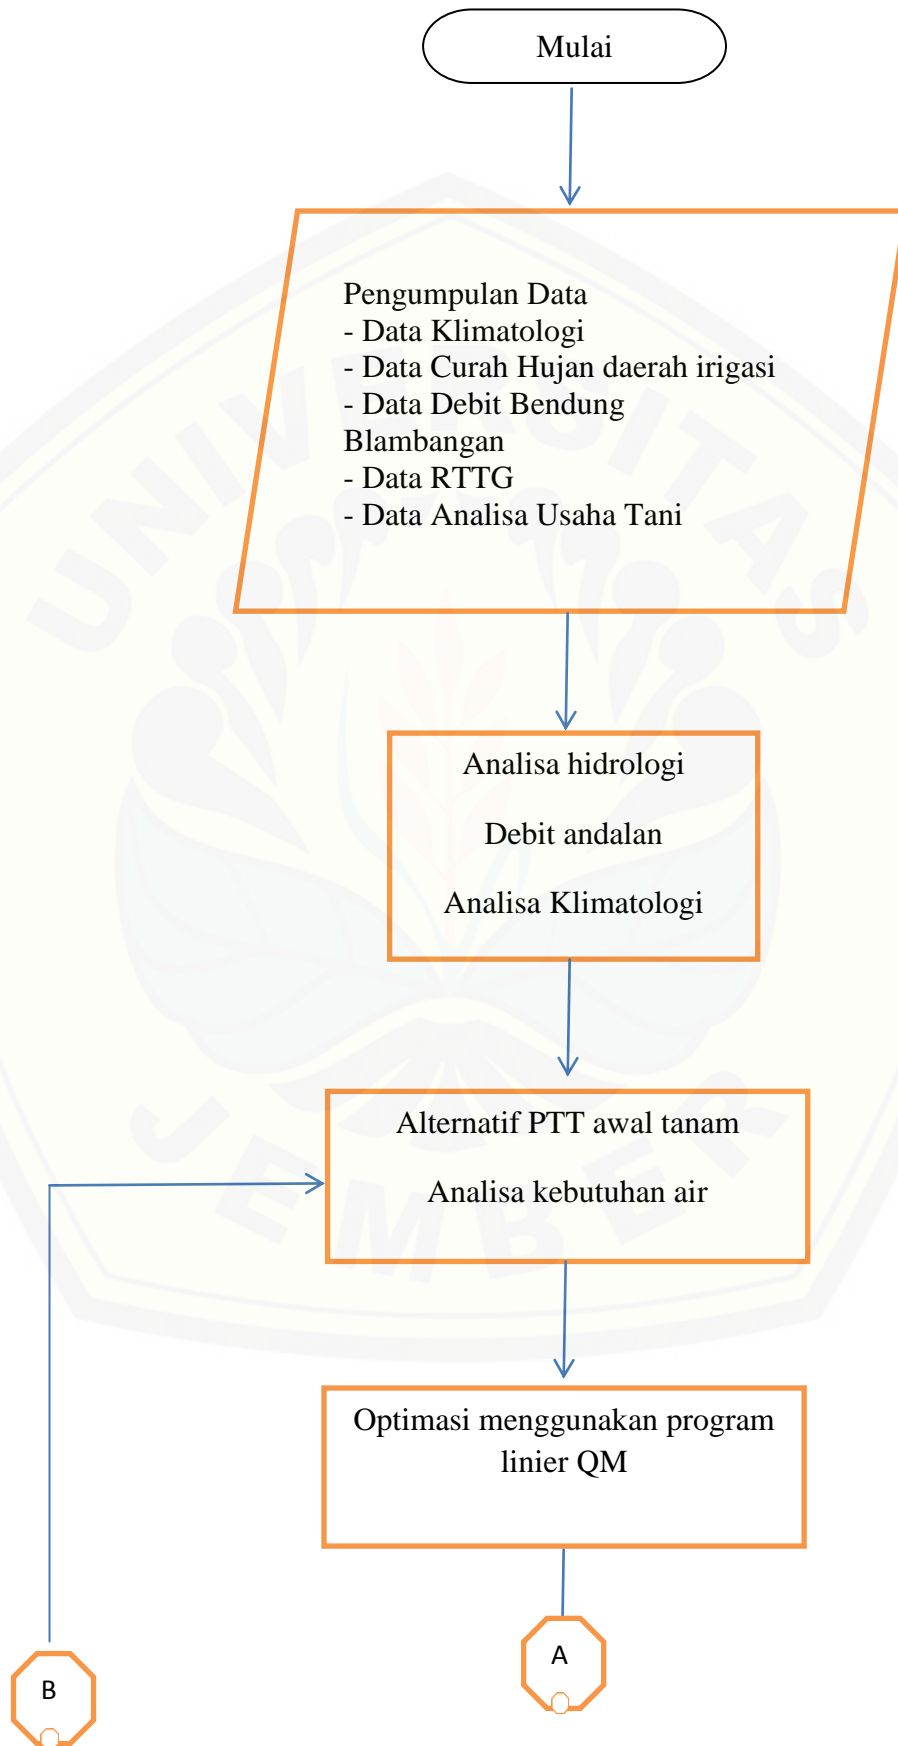 Mulai
Pengumpulan Data
- Data Klimatologi
- Data Curah Hujan daerah irigasi
- Data Debit Bendung
Blambangan
- Data RTTG
- Data Analisa Usaha Tani
UNIVERSITAS
Analisa hidrologi
Debit andalan
Analisa Klimatologi
Alternatif PTT awal tanam
Analisa kebutuhan air
JEMBER
Optimasi menggunakan program
linier QM
A
B